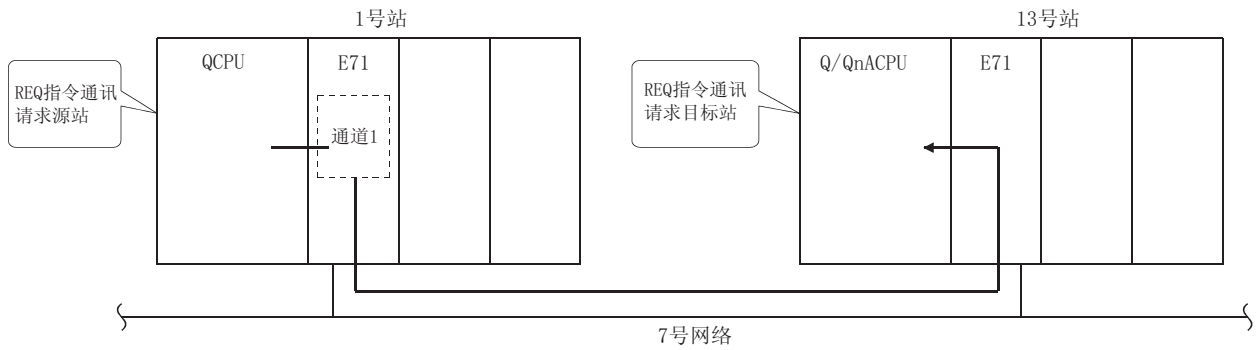 1号站
13号站
QCPU
E71
Q/QnACPU
E71
REQ指令通讯
请求源站
REQ指令通讯
请求目标站
通道1
7号网络